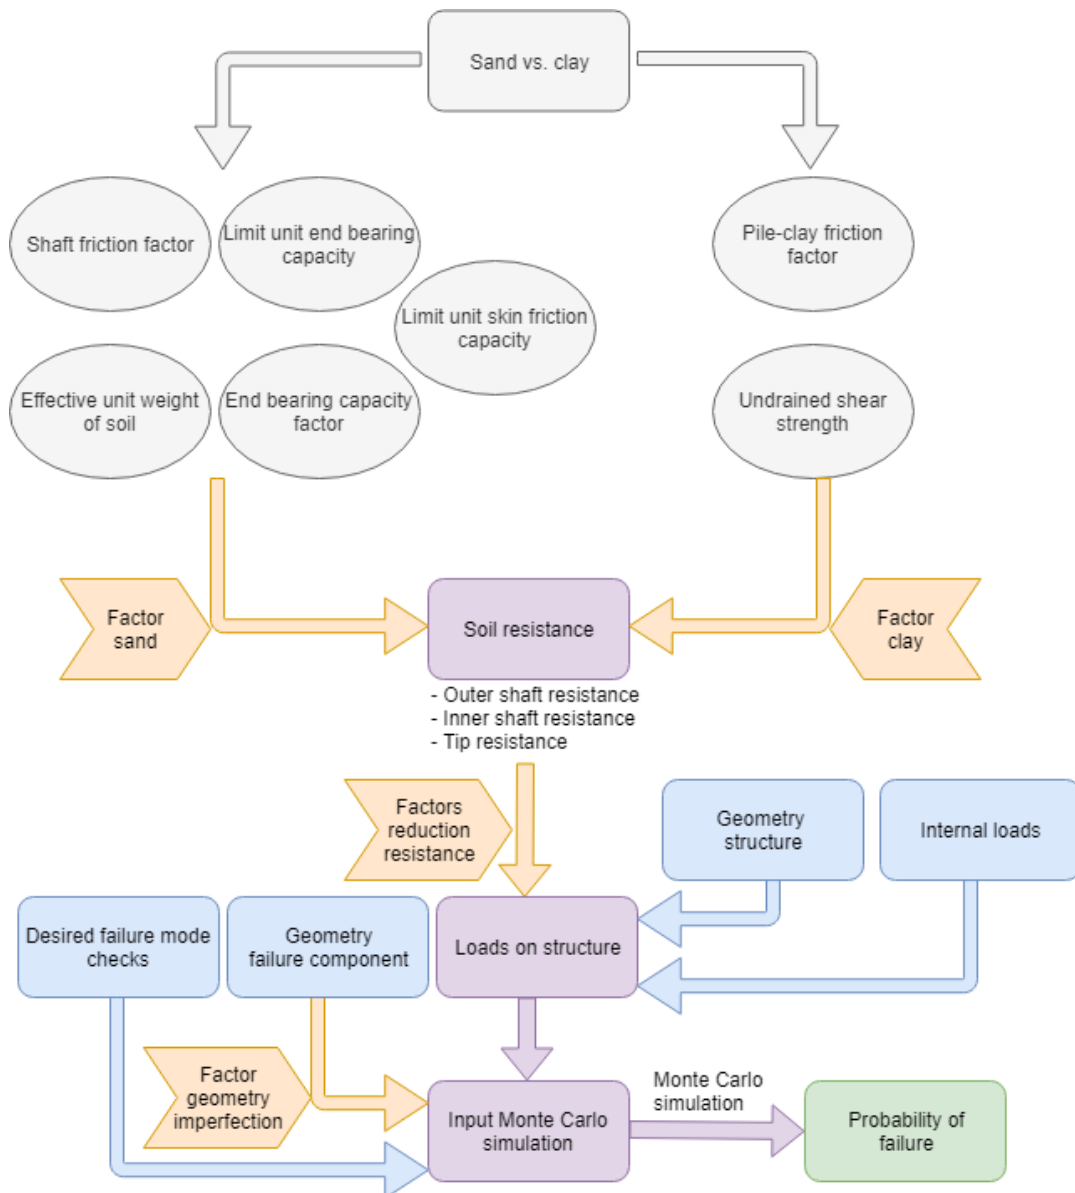 Sand vs. clay
Shaft friction factor
Limit unit end bearing
capacity
Pile-clay friction
factor
Limit unit skin friction
capacity
Effective unit weight
of soil
End bearing capacity
factor
Undrained shear
strength
Factor
sand
Soil resistance
Factor
clay
- Outer shaft resistance
- Inner shaft resistance
- Tip resistance
Factors
reduction
resistance
Geometry
structure
Internal loads
Desired failure mode
checks
Geometry
failure component
Loads on structure
Factor
geometry
imperfection
Input Monte Carlo
simulation
Monte Carlo
simulation
Probability of
failure